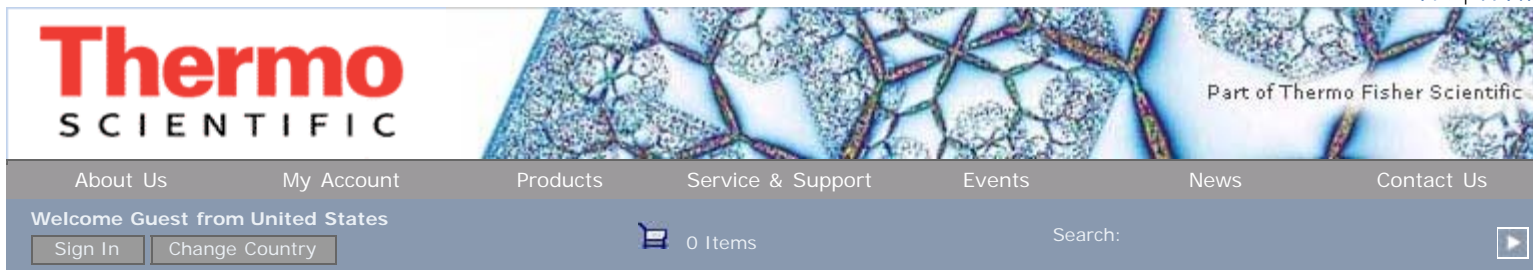 Thermo
SCIENTIFIC
Part of Thermo Fisher Scientific
About Us My Account Products Service & Support Events News Contact Us
Welcome Guest from United States
Sign In Change Country 0 Items Search: